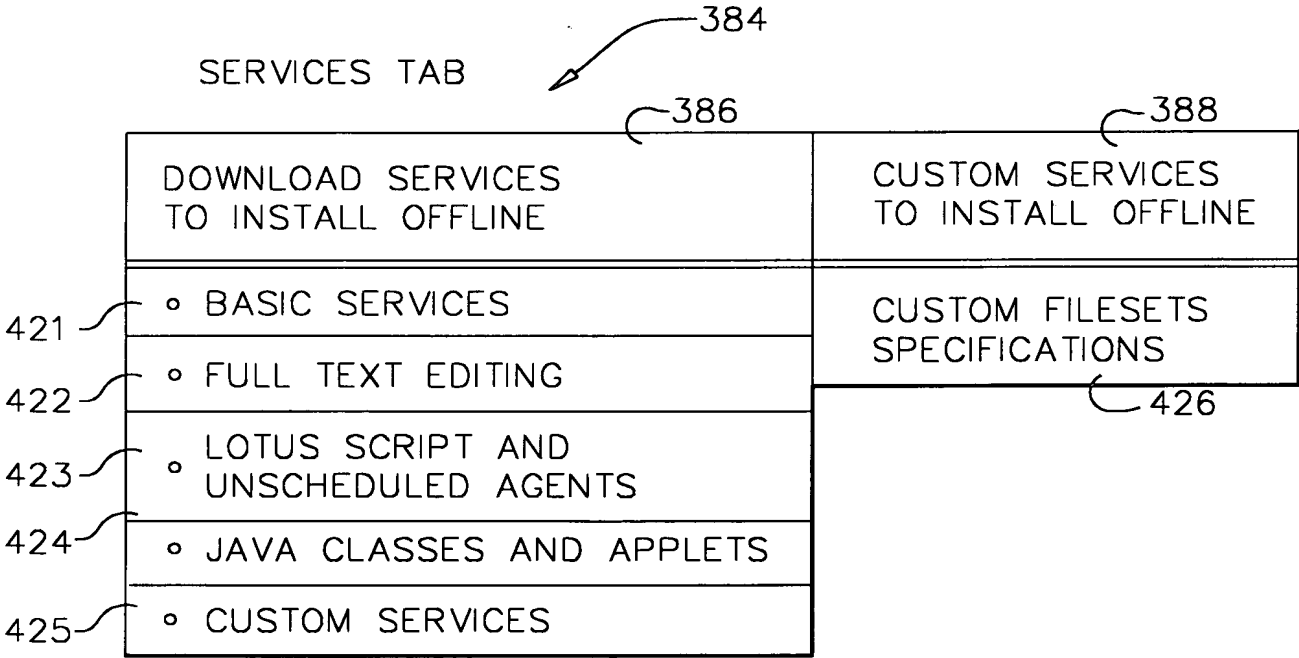 384
SERVICES TAB
386
388
DOWNLOAD SERVICES
TO INSTALL OFFLINE
CUSTOM SERVICES
TO INSTALL OFFLINE
421
BASIC SERVICES
CUSTOM FILESETS
SPECIFICATIONS
422
FULL TEXT EDITING
426
423
LOTUS SCRIPT AND
UNSCHEDULED AGENTS
424
JAVA CLASSES AND APPLETS
425
CUSTOM SERVICES